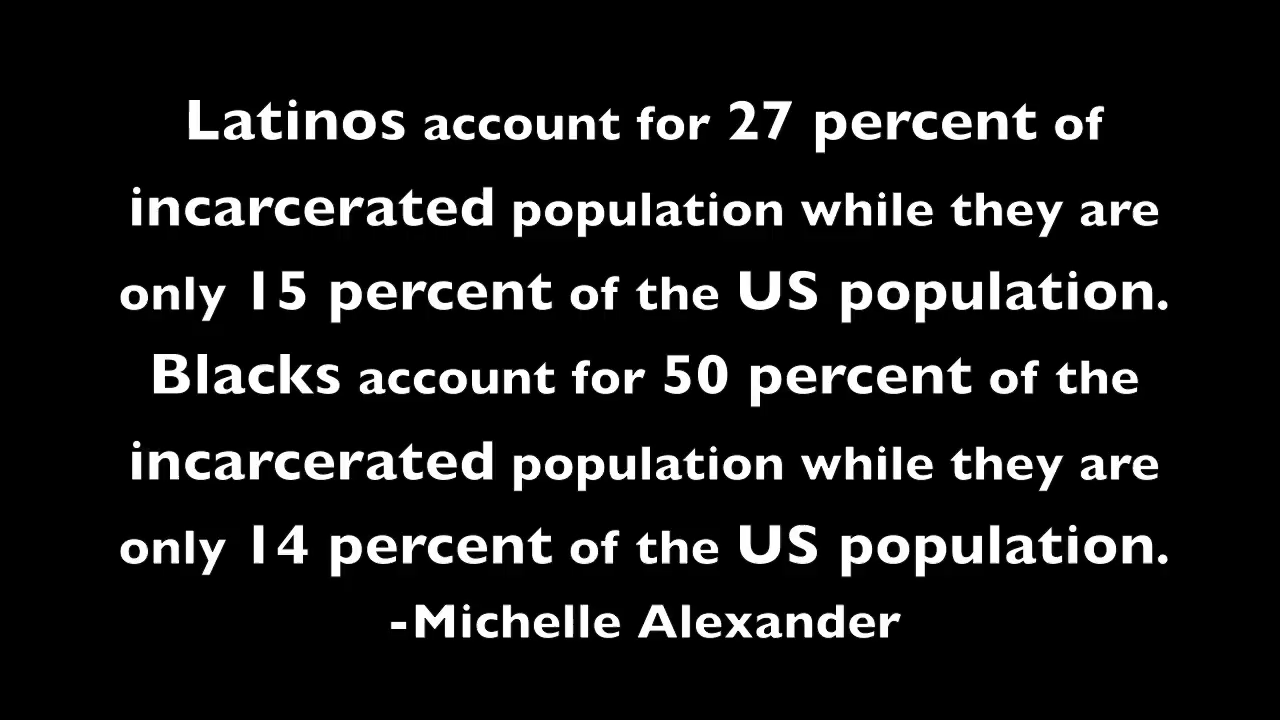 Latinos account for 27 percent of
incarcerated population while they are
only 15 percent of the US population.
Blacks account for 50 percent of the
incarcerated population while they are
only 14 percent of the US population.
-Michelle Alexander